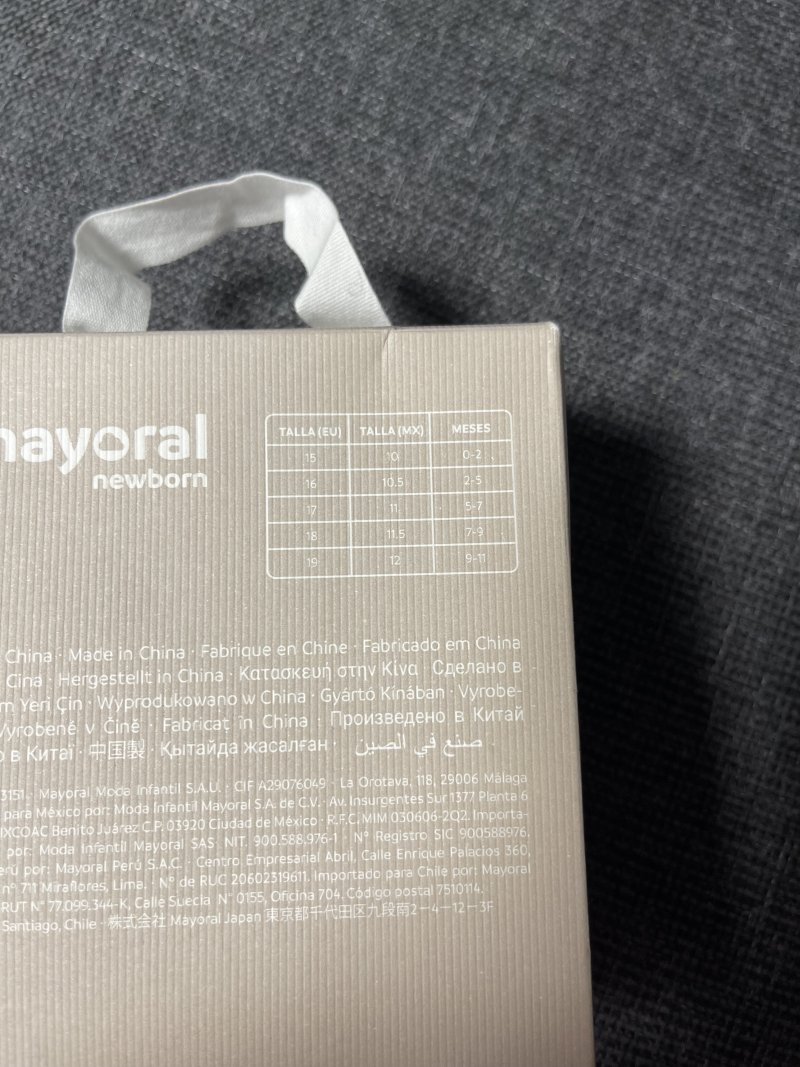 mayoral
newborn
TALLA (EU) TALLA (MX) MESES
15 10 0-2
16 10.5 2-5
17 11 5-7
18 11.5 7-9
19 12 9-11
China · Made in China · Fabriqué en Chine · Fabricado em China
Cina · Hergestellt in China · Κατασκευή στην Κίνα · Сделано в
Yeri Çin · Wyprodukowano w China · Gyártó Kínában · Vyrobe-
Vyrobené v Číně · Fabricat în China · Произведено в Китай
в Китаї · 中国製 · Қытайда жасалған · صنع في الصين ·
3151. Mayoral Moda Infantil S.A.U. · CIF A29076049 · La Orotava, 118, 29006 Málaga
para México por: Moda Infantil Mayoral S.A. de C.V. · Av. Insurgentes Sur 1377 Planta 6
IXCOAC Benito Juárez C.P. 03920 Ciudad de México · R.F.C. MIM 030606-2Q2. Importa-
por: Moda Infantil Mayoral SAS NIT. 900.588.976-1 · N° Registro SIC 900588976.
por: Mayoral Perú S.A.C. · Centro Empresarial Abril, Calle Enrique Palacios 360,
n° 711 Miraflores, Lima. · N° de RUC 20602319611. Importado para Chile por: Mayoral
RUT N° 77.099.344-K, Calle Suecia N° 0155, Oficina 704. Código postal 7510114.
Santiago, Chile · 株式会社 Mayoral Japan 東京都千代田区九段南2-4-12-3F